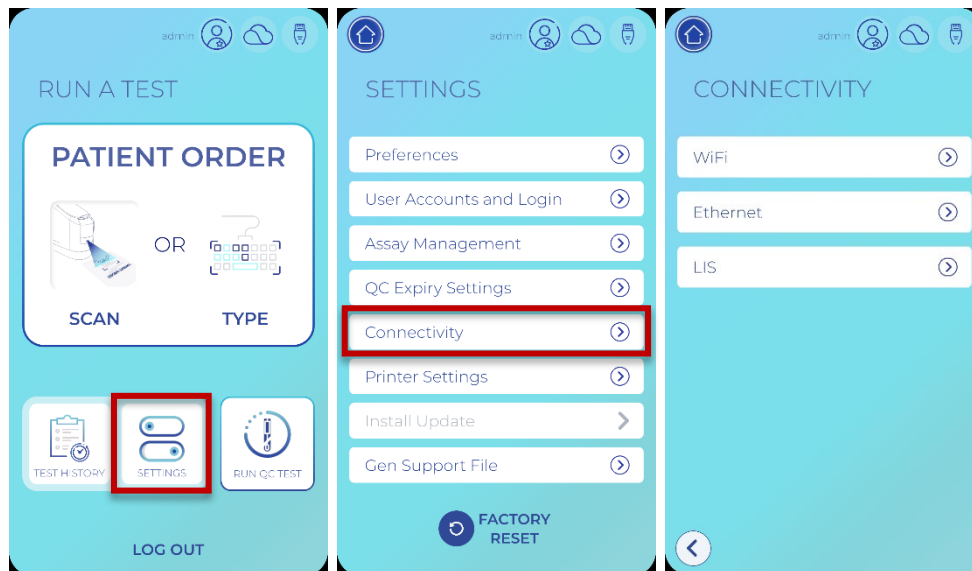 admin
RUN A TEST
PATIENT ORDER
OR
SCAN
TYPE
TEST HISTORY
SETTINGS
RUN QC TEST
LOG OUT
admin
SETTINGS
Preferences
User Accounts and Login
Assay Management
QC Expiry Settings
Connectivity
Printer Settings
Install Update
Gen Support File
FACTORY
RESET
admin
CONNECTIVITY
WiFi
Ethernet
LIS